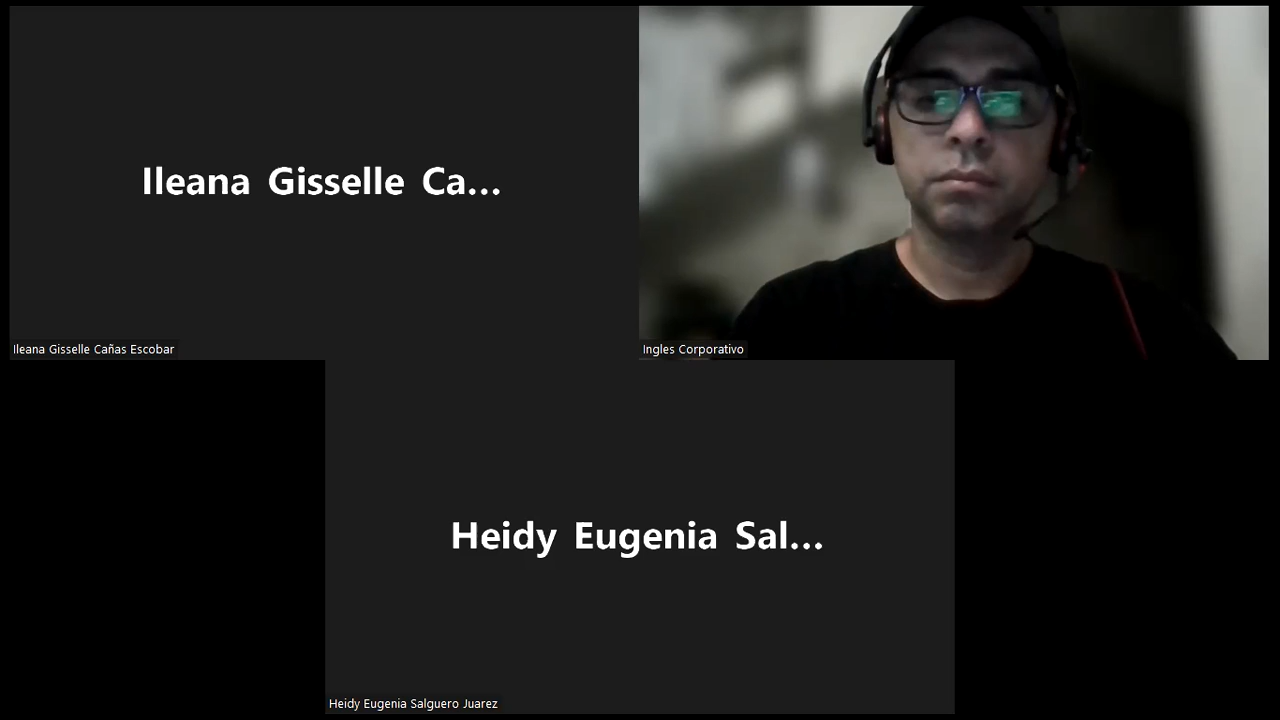 Ileana Gisselle Ca...
Ileana Gisselle Cañas Escobar
Ingles Corporativo
Heidy Eugenia Sal...
Heidy Eugenia Salguero Juarez